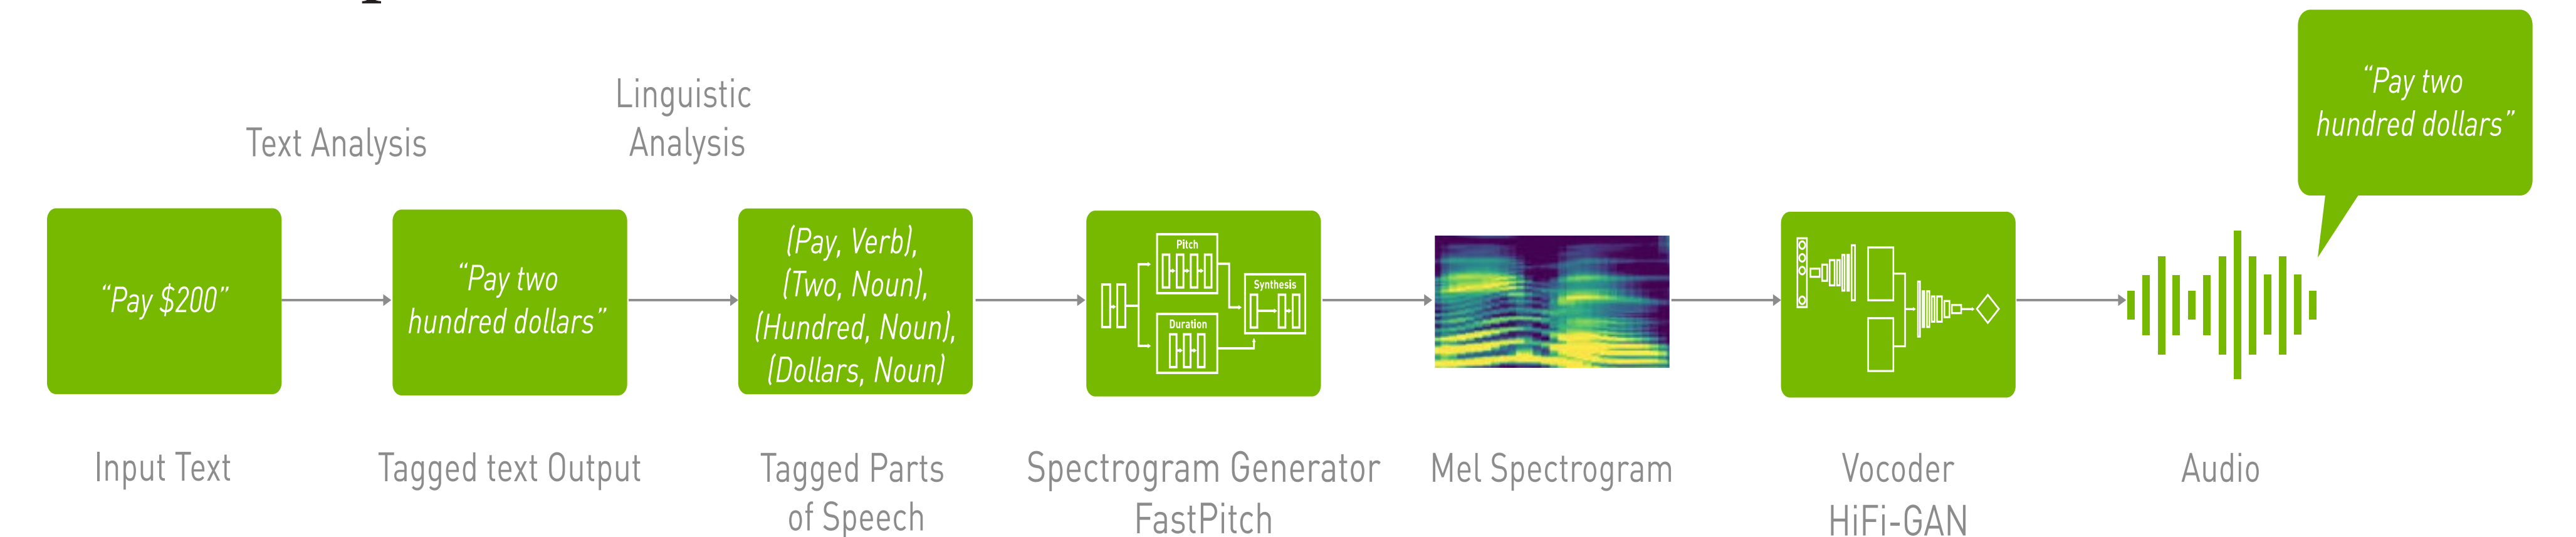 “Pay two
hundred dollars”
Linguistic
Analysis
Text Analysis
“Pay $200”
“Pay two
hundred dollars”
(Pay, Verb),
(Two, Noun),
(Hundred, Noun),
(Dollars, Noun)
Pitch
Synthesis
Duration
Input Text
Tagged text Output
Tagged Parts
of Speech
Spectrogram Generator
FastPitch
Mel Spectrogram
Vocoder
HiFi-GAN
Audio